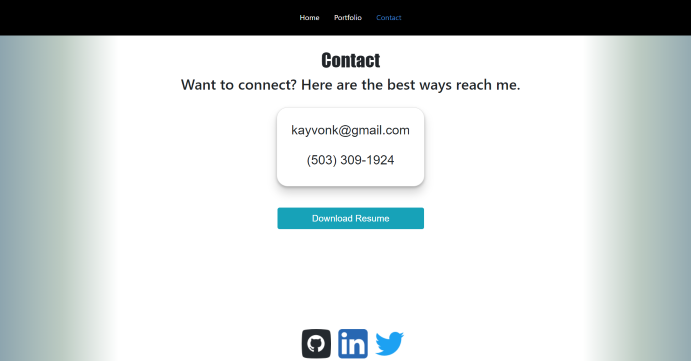 Home Portfolio Contact
Contact
Want to connect? Here are the best ways reach me.
kayvonk@gmail.com
(503) 309-1924
Download Resume
in